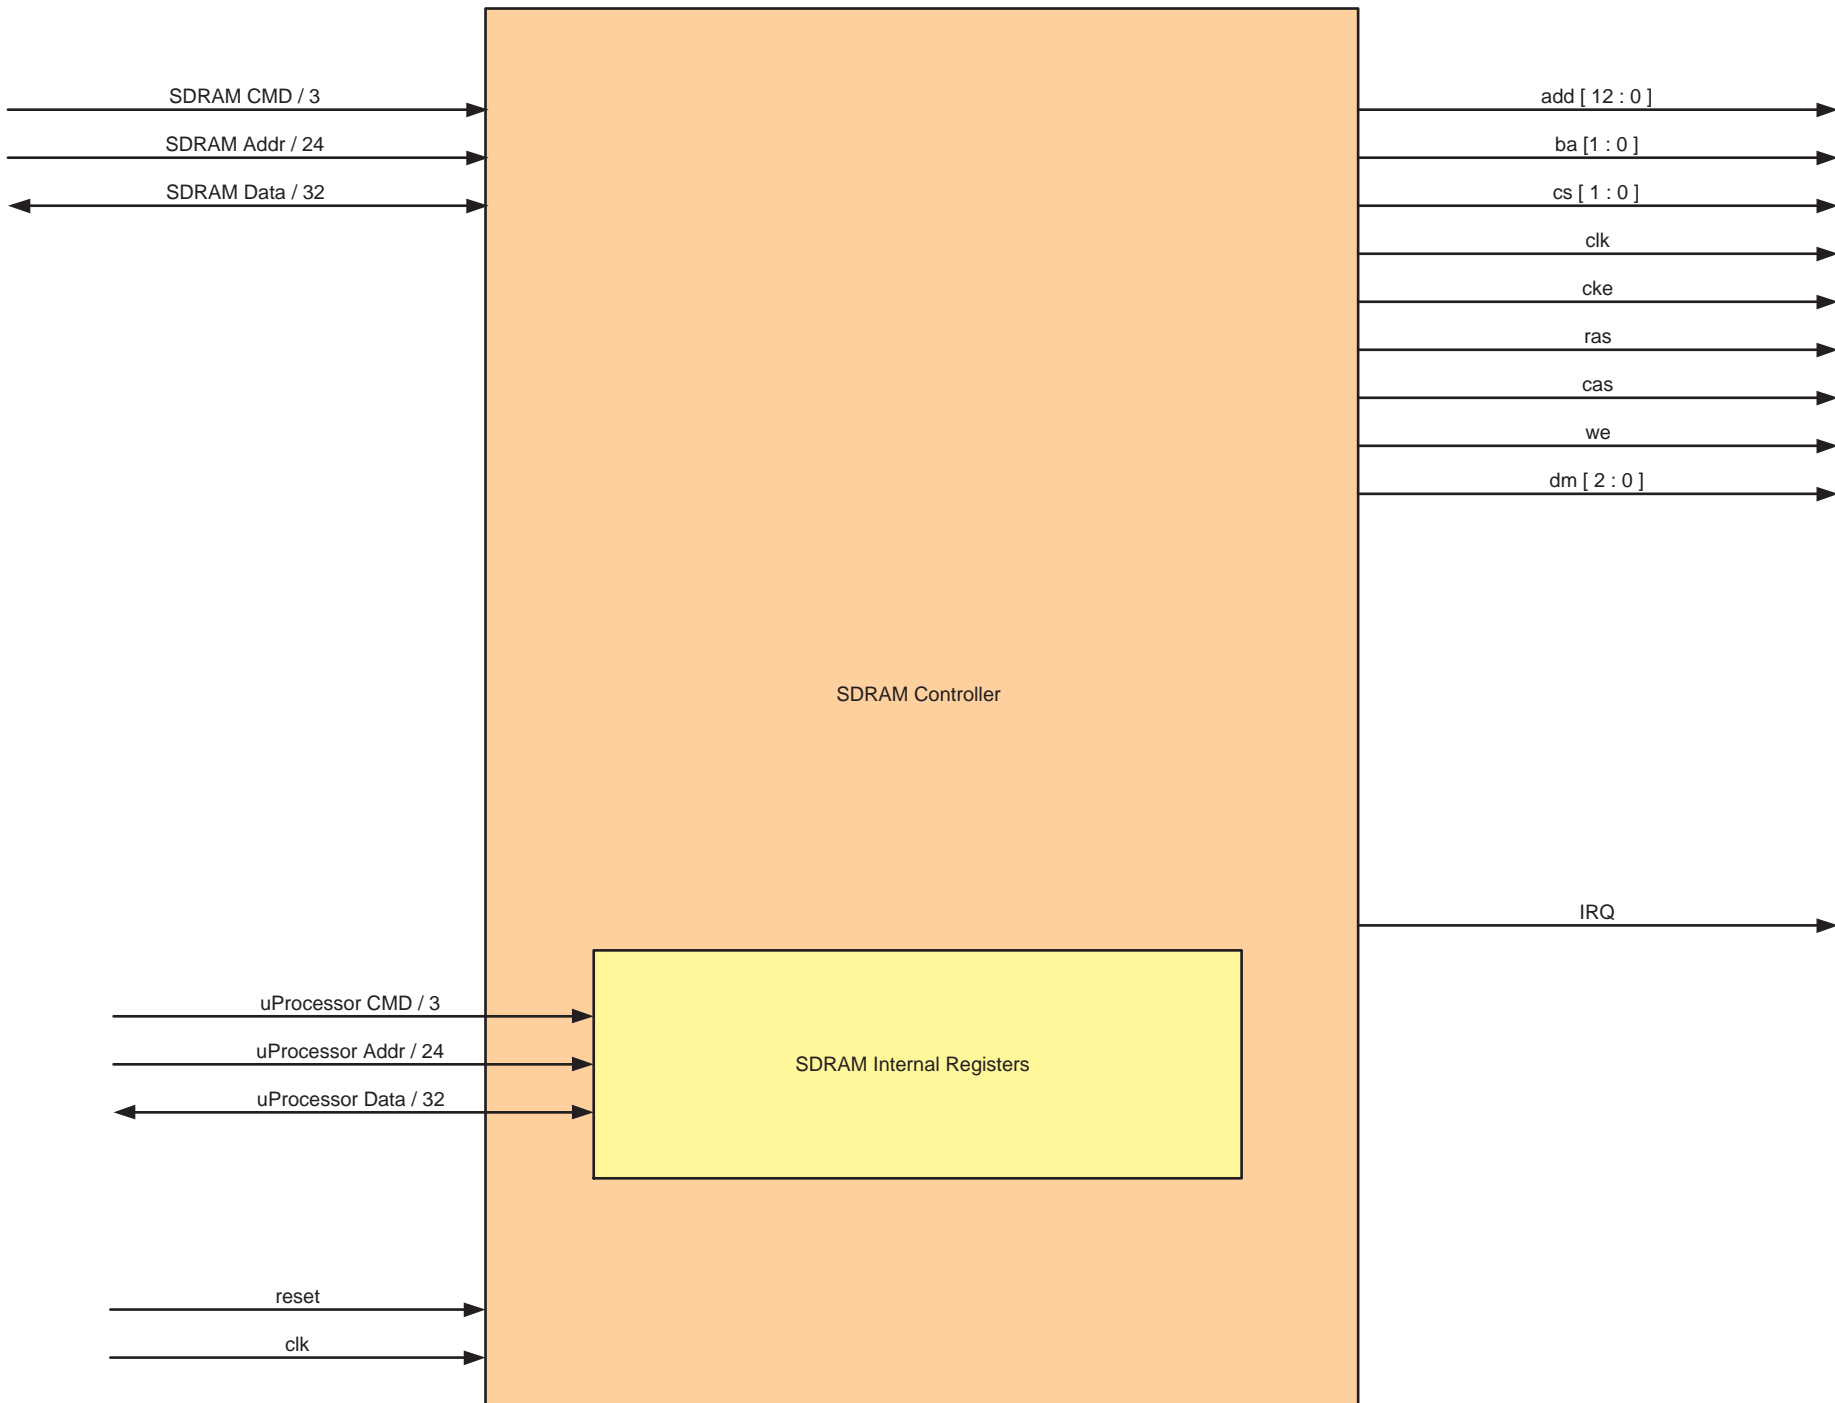 SDRAM CMD / 3
SDRAM Addr / 24
SDRAM Data / 32
add [ 12 : 0 ]
ba [1 : 0 ]
cs [ 1 : 0 ]
clk
cke
ras
cas
we
dm [ 2 : 0 ]
SDRAM Controller
IRQ
uProcessor CMD / 3
uProcessor Addr / 24
uProcessor Data / 32
SDRAM Internal Registers
reset
clk